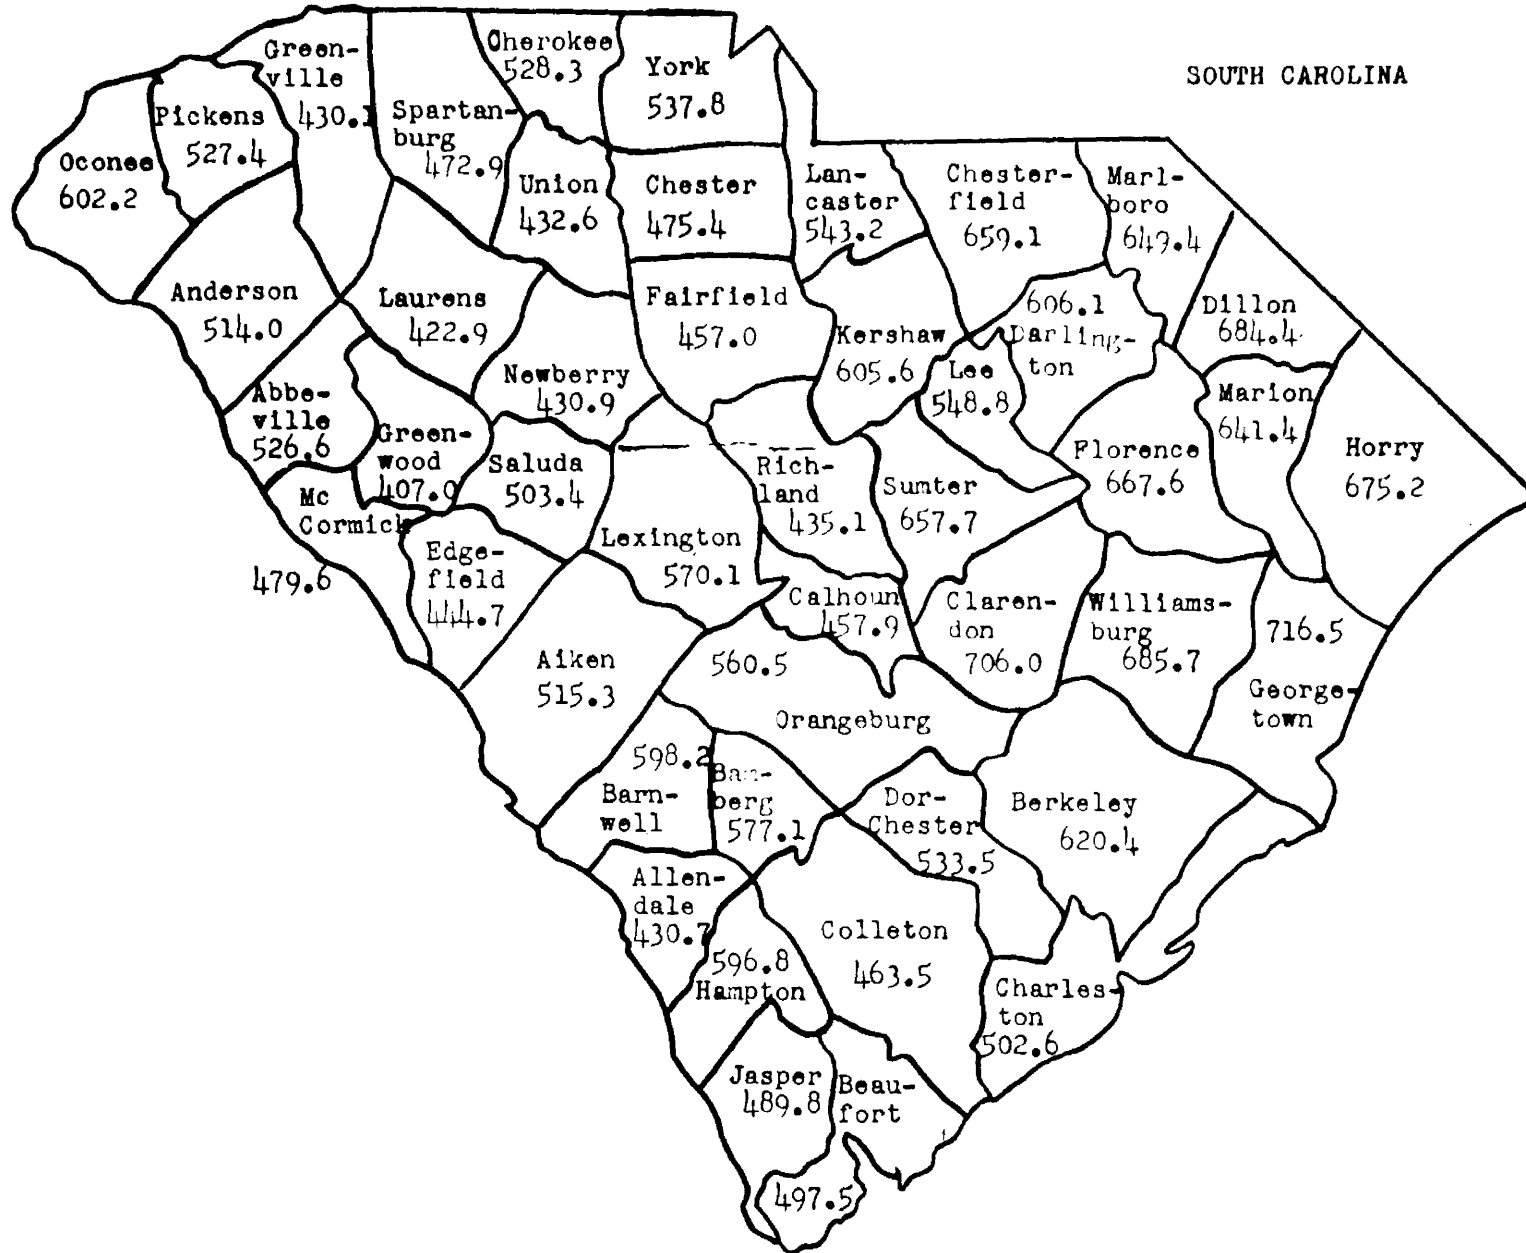 SOUTH CAROLINA
Green-
ville
430.1
Cherokee
528.3
York
537.8
Pickens
527.4
Spartan-
burg
472.9
Oconee
602.2
Union
432.6
Chester
475.4
Lan-
caster
543.2
Chester-
field
659.1
Marl-
boro
649.4
Anderson
514.0
Laurens
422.9
Fairfield
457.0
Kershaw
605.6
606.1
Darling-
ton
Dillon
684.4
Newberry
430.9
Lee
548.8
Marion
641.4
Abbe-
ville
526.6
Green-
wood
407.0
Saluda
503.4
Rich-
land
435.1
Sumter
657.7
Florence
667.6
Horry
675.2
Mc
Cormick
479.6
Edge-
field
444.7
Lexington
570.1
Calhoun
457.9
Claren-
don
706.0
Williams-
burg
685.7
716.5
George-
town
Aiken
515.3
560.5
Orangeburg
598.2
Barn-
well
Bam-
berg
577.1
Dor-
Chester
533.5
Berkeley
620.4
Allen-
dale
430.7
596.8
Hampton
Colleton
463.5
Charles-
ton
502.6
Jasper
489.8
Beau-
fort
497.5